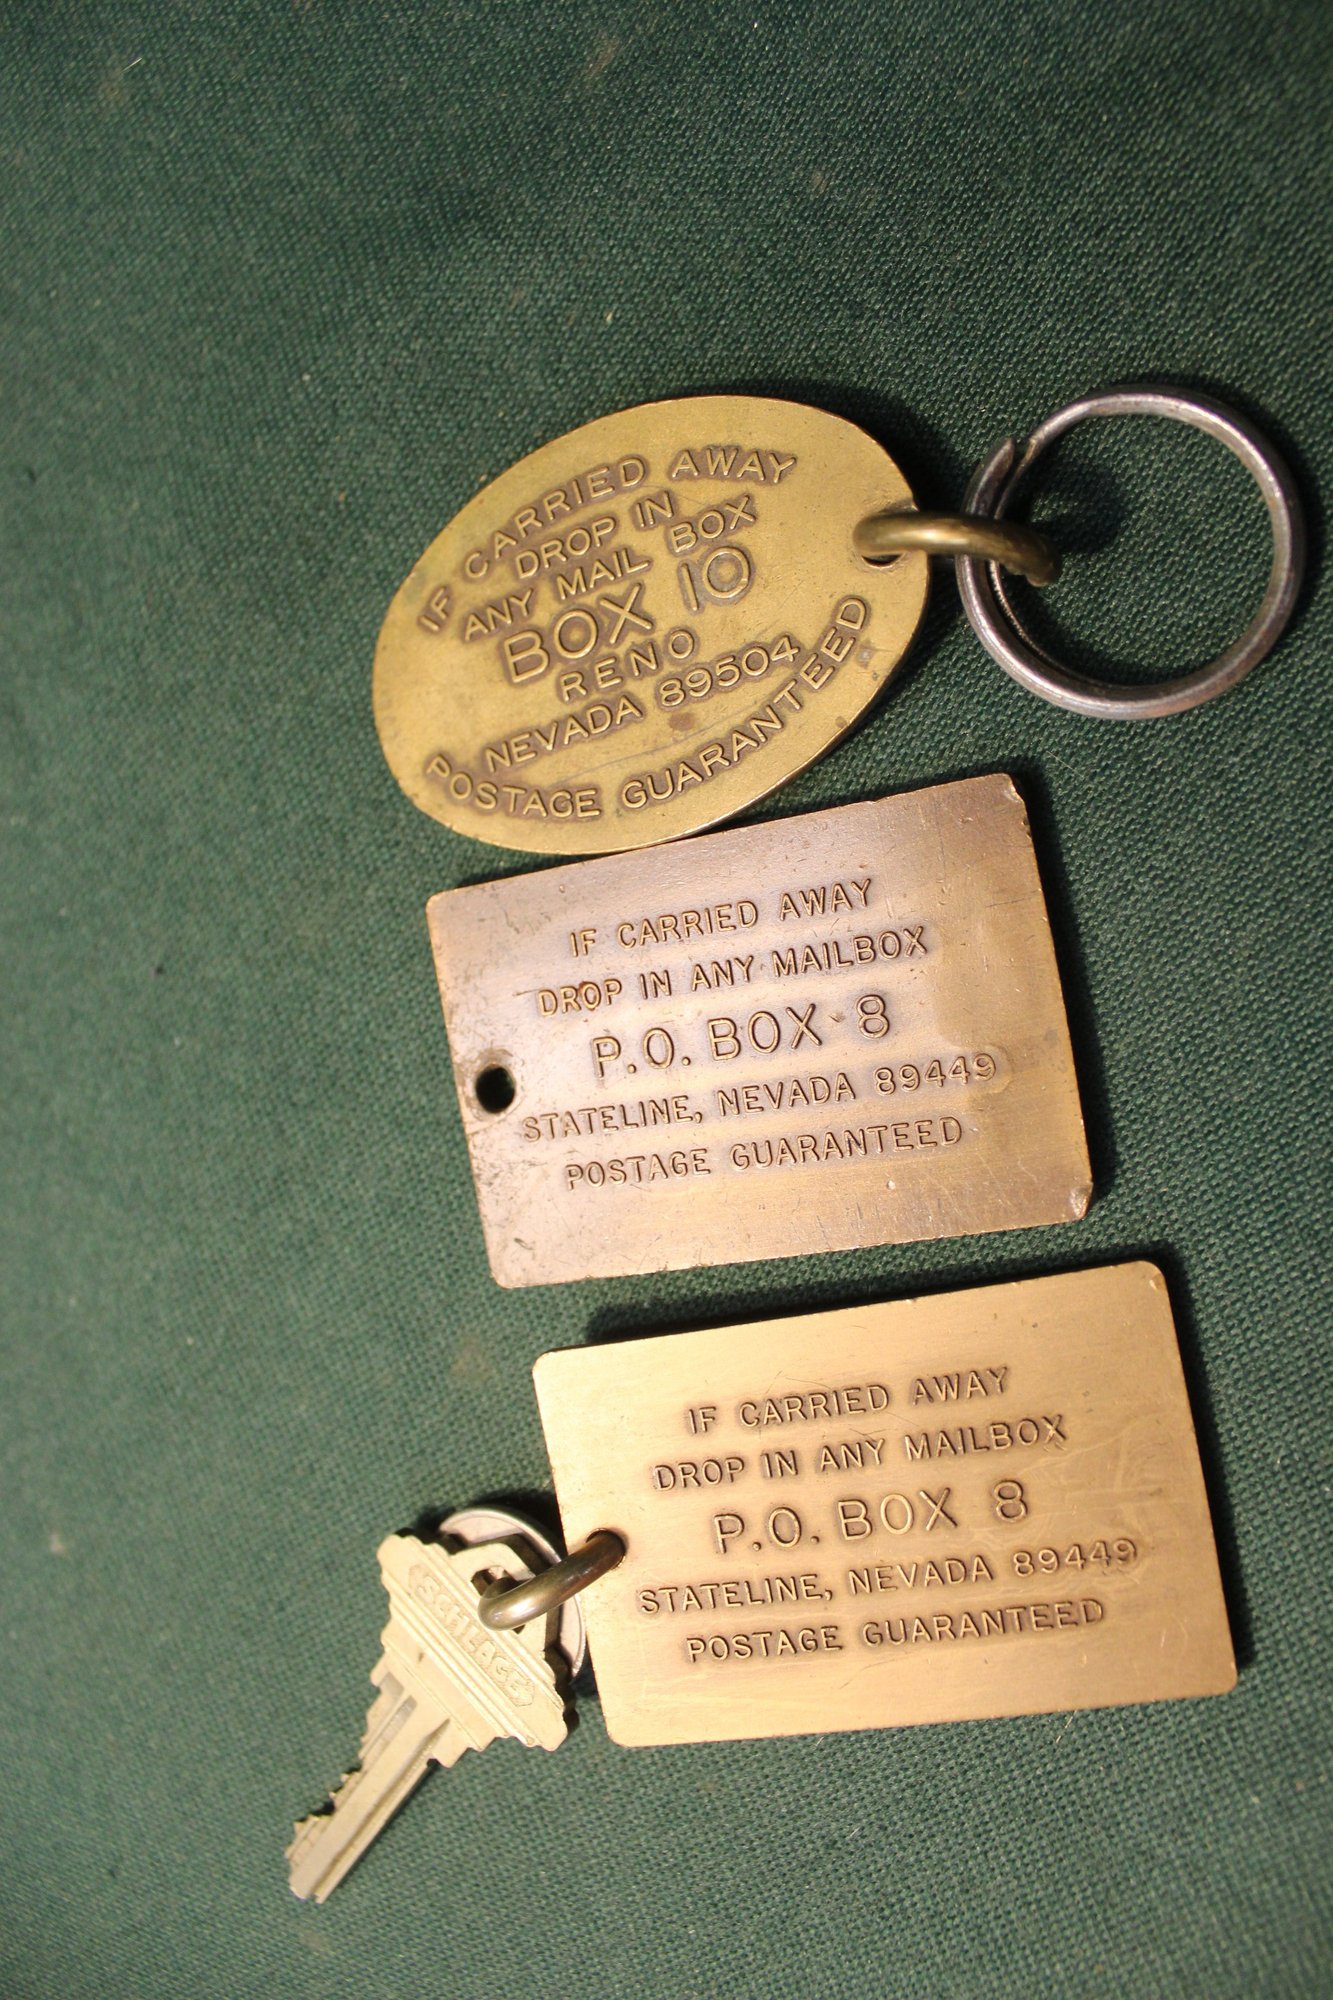 IF CARRIED AWAY
DROP IN
ANY MAIL BOX
BOX 10
RENO
NEVADA 89504
POSTAGE GUARANTEED
IF CARRIED AWAY
DROP IN ANY MAILBOX
P.O. BOX 8
STATELINE, NEVADA 89449
POSTAGE GUARANTEED
IF CARRIED AWAY
DROP IN ANY MAILBOX
P.O. BOX 8
STATELINE, NEVADA 89449
POSTAGE GUARANTEED
SCHLAGE